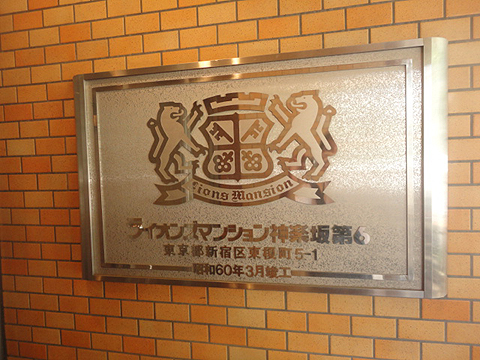 Lions Mansion
ライオンズマンション神楽坂第6
東京都新宿区東榎町5-1
昭和60年3月竣工